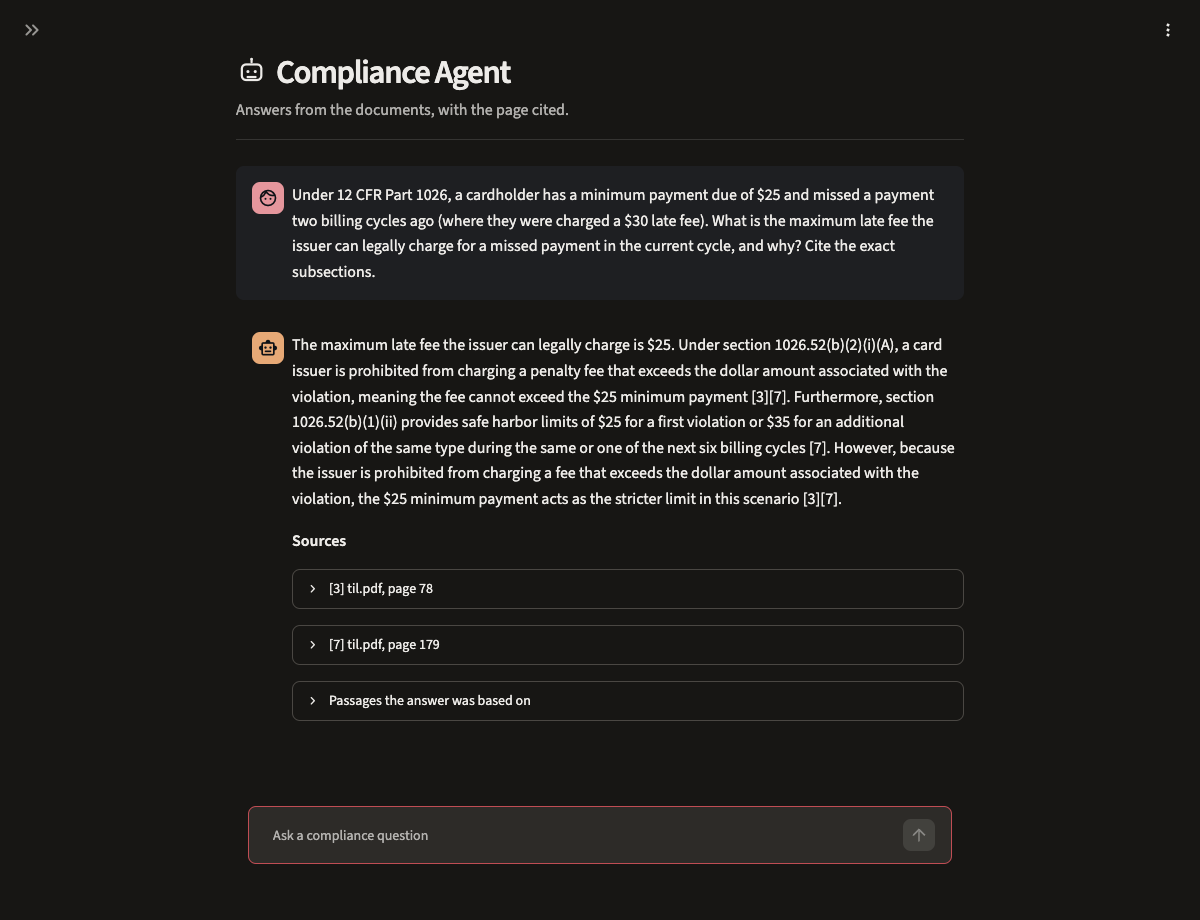 Compliance Agent
Answers from the documents, with the page cited.
Under 12 CFR Part 1026, a cardholder has a minimum payment due of $25 and missed a payment
two billing cycles ago (where they were charged a $30 late fee). What is the maximum late fee the
issuer can legally charge for a missed payment in the current cycle, and why? Cite the exact
subsections.
The maximum late fee the issuer can legally charge is $25. Under section 1026.52(b)(2)(i)(A), a card
issuer is prohibited from charging a penalty fee that exceeds the dollar amount associated with the
violation, meaning the fee cannot exceed the $25 minimum payment [3][7]. Furthermore, section
1026.52(b)(1)(ii) provides safe harbor limits of $25 for a first violation or $35 for an additional
violation of the same type during the same or one of the next six billing cycles [7]. However, because
the issuer is prohibited from charging a fee that exceeds the dollar amount associated with the
violation, the $25 minimum payment acts as the stricter limit in this scenario [3][7].
Sources
[3] til.pdf, page 78
[7] til.pdf, page 179
Passages the answer was based on
Ask a compliance question